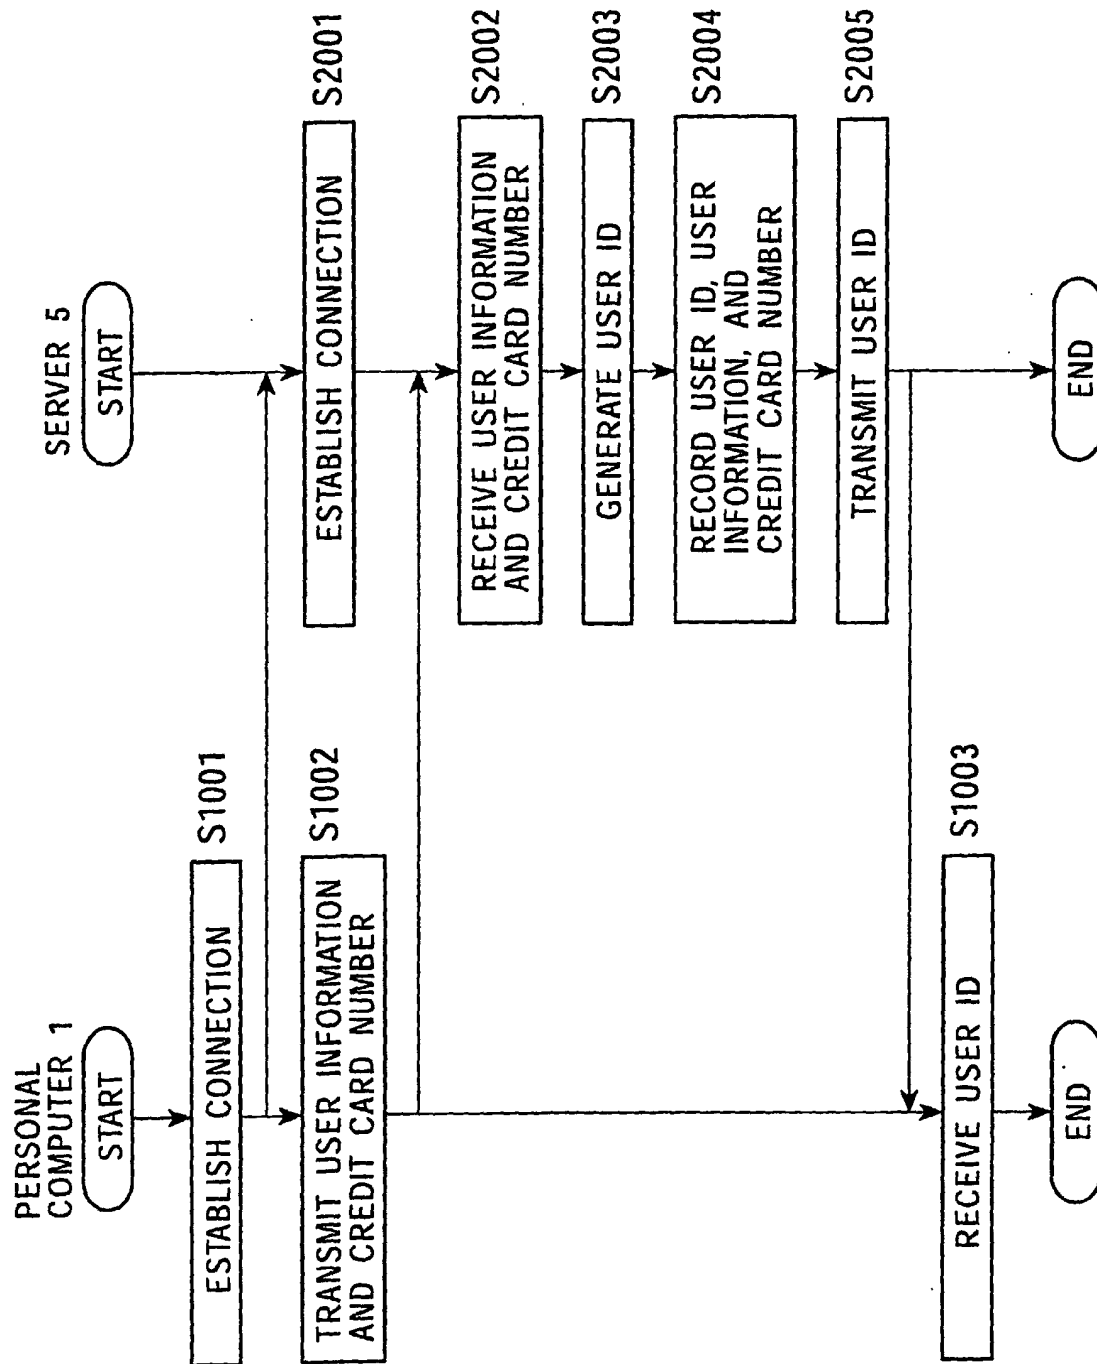 PERSONAL
COMPUTER 1
START
ESTABLISH CONNECTION
S1001
TRANSMIT USER INFORMATION
AND CREDIT CARD NUMBER
S1002
RECEIVE USER ID
S1003
END
SERVER 5
START
ESTABLISH CONNECTION
S2001
RECEIVE USER INFORMATION
AND CREDIT CARD NUMBER
S2002
GENERATE USER ID
S2003
RECORD USER ID, USER
INFORMATION, AND
CREDIT CARD NUMBER
S2004
TRANSMIT USER ID
S2005
END